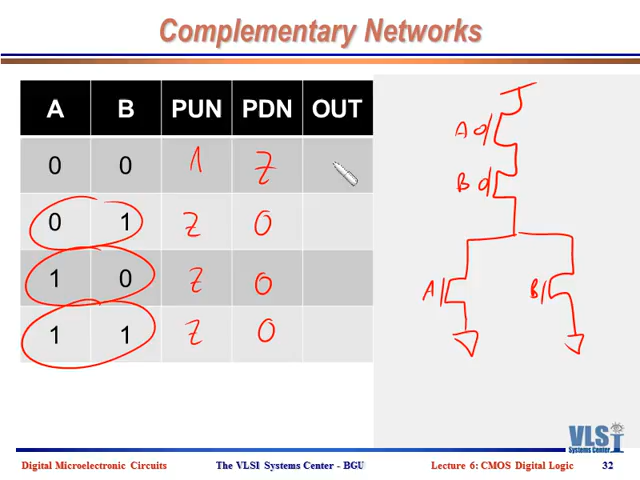 Complementary Networks
A B PUN PDN OUT
0 0 1 Z
0 1 Z 0
1 0 Z 0
1 1 Z 0
A
B
A B
VLSI
Systems Center
Digital Microelectronic Circuits The VLSI Systems Center - BGU Lecture 6: CMOS Digital Logic 32